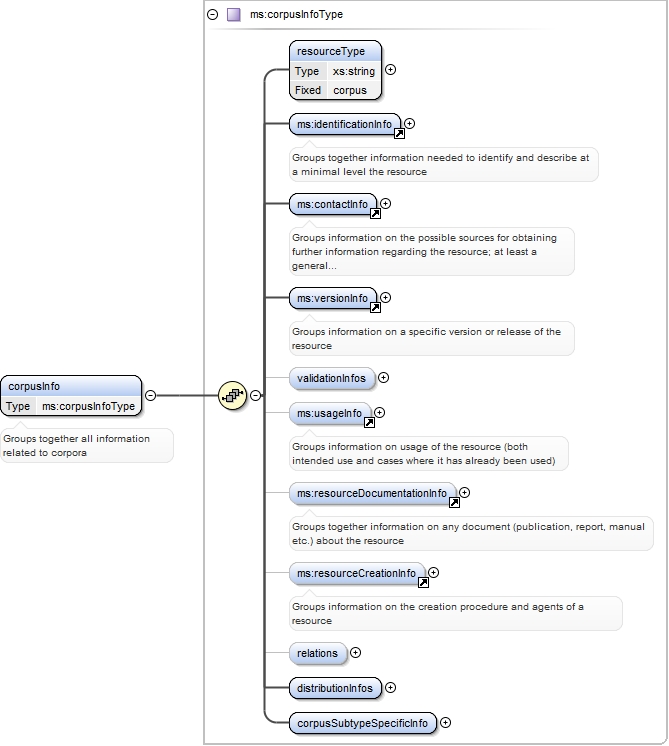 ms:corpusInfoType
resourceType
Type xs:string
Fixed corpus
ms:identificationInfo
Groups together information needed to identify and describe at
a minimal level the resource
ms:contactInfo
Groups information on the possible sources for obtaining
further information regarding the resource; at least a
general...
ms:versionInfo
Groups information on a specific version or release of the
resource
corpusInfo
Type ms:corpusInfoType
Groups together all information
related to corpora
validationInfos
ms:usageInfo
Groups information on usage of the resource (both
intended use and cases where it has already been used)
ms:resourceDocumentationInfo
Groups together information on any document (publication, report, manual
etc.) about the resource
ms:resourceCreationInfo
Groups information on the creation procedure and agents of a
resource
relations
distributionInfos
corpusSubtypeSpecificInfo